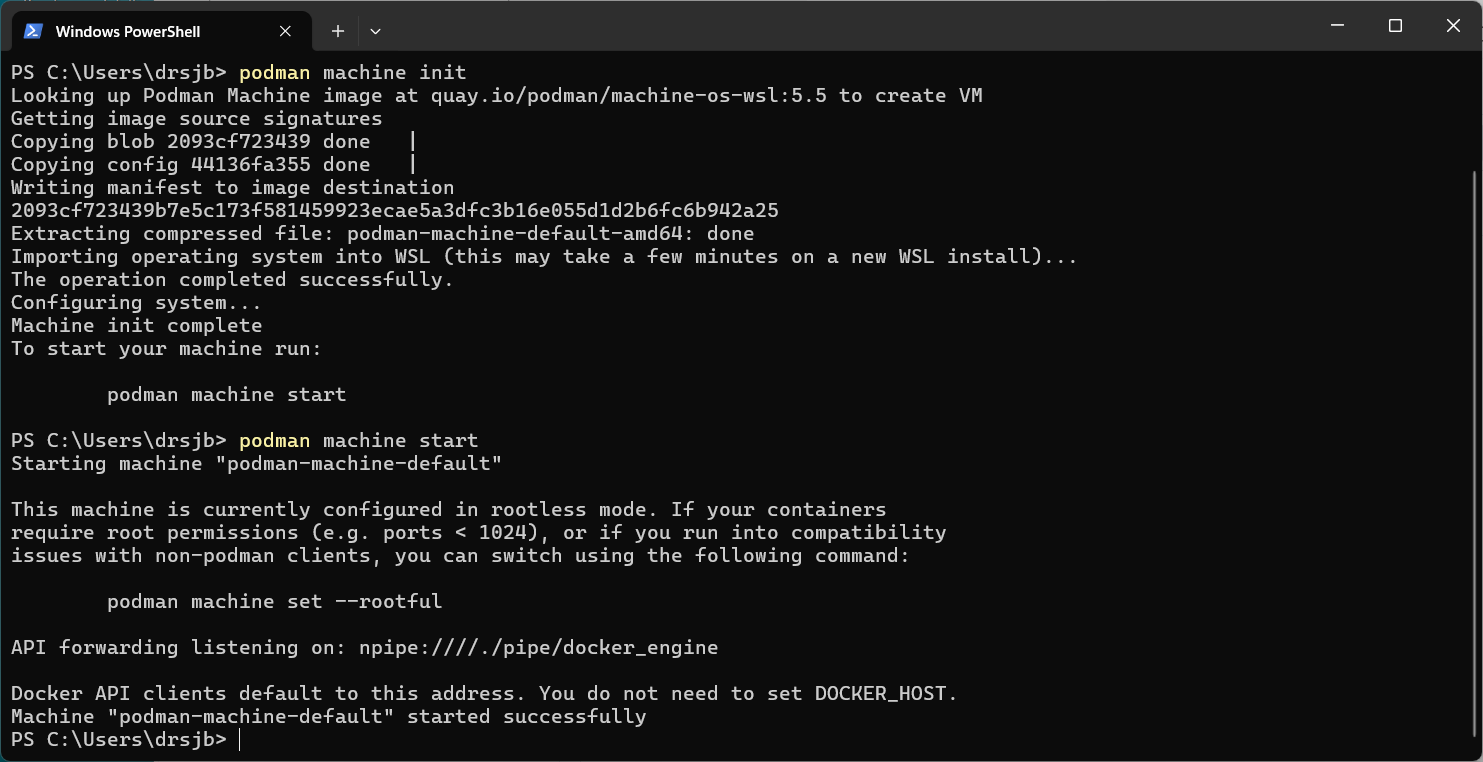 Windows PowerShell
PS C:\Users\drsjb> podman machine init
Looking up Podman Machine image at quay.io/podman/machine-os-wsl:5.5 to create VM
Getting image source signatures
Copying blob 2093cf723439 done   |
Copying config 44136fa355 done   |
Writing manifest to image destination
2093cf723439b7e5c173f581459923ecae5a3dfc3b16e055d1d2b6fc6b942a25
Extracting compressed file: podman-machine-default-amd64: done
Importing operating system into WSL (this may take a few minutes on a new WSL install)...
The operation completed successfully.
Configuring system...
Machine init complete
To start your machine run:
        podman machine start
PS C:\Users\drsjb> podman machine start
Starting machine "podman-machine-default"
This machine is currently configured in rootless mode. If your containers
require root permissions (e.g. ports < 1024), or if you run into compatibility
issues with non-podman clients, you can switch using the following command:
        podman machine set --rootful
API forwarding listening on: npipe:////./pipe/docker_engine
Docker API clients default to this address. You do not need to set DOCKER_HOST.
Machine "podman-machine-default" started successfully
PS C:\Users\drsjb>